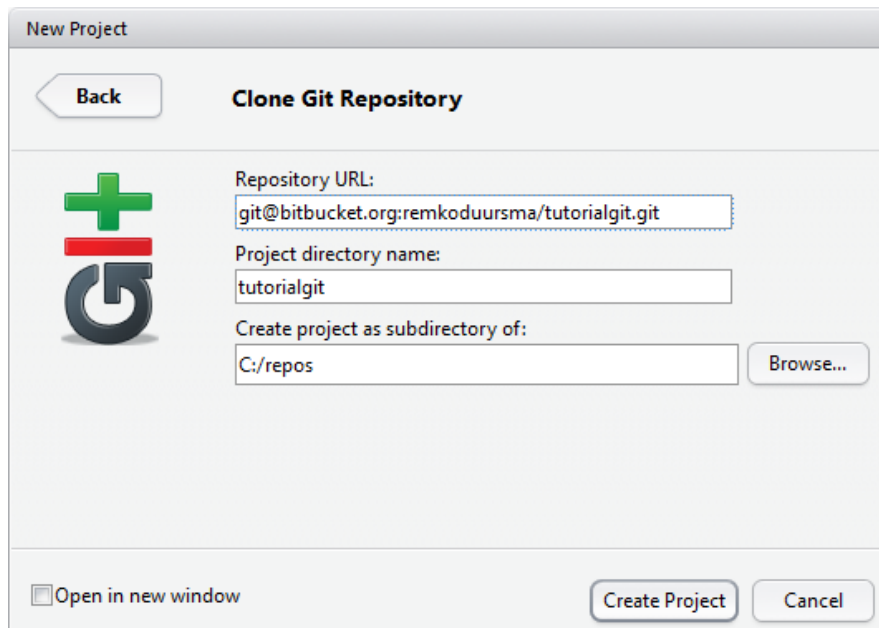 New Project
Back
Clone Git Repository
Repository URL:
git@bitbucket.org:remkoduursma/tutorialgit.git
Project directory name:
tutorialgit
Create project as subdirectory of:
C:/repos
Browse...
git
Open in new window
Create Project
Cancel